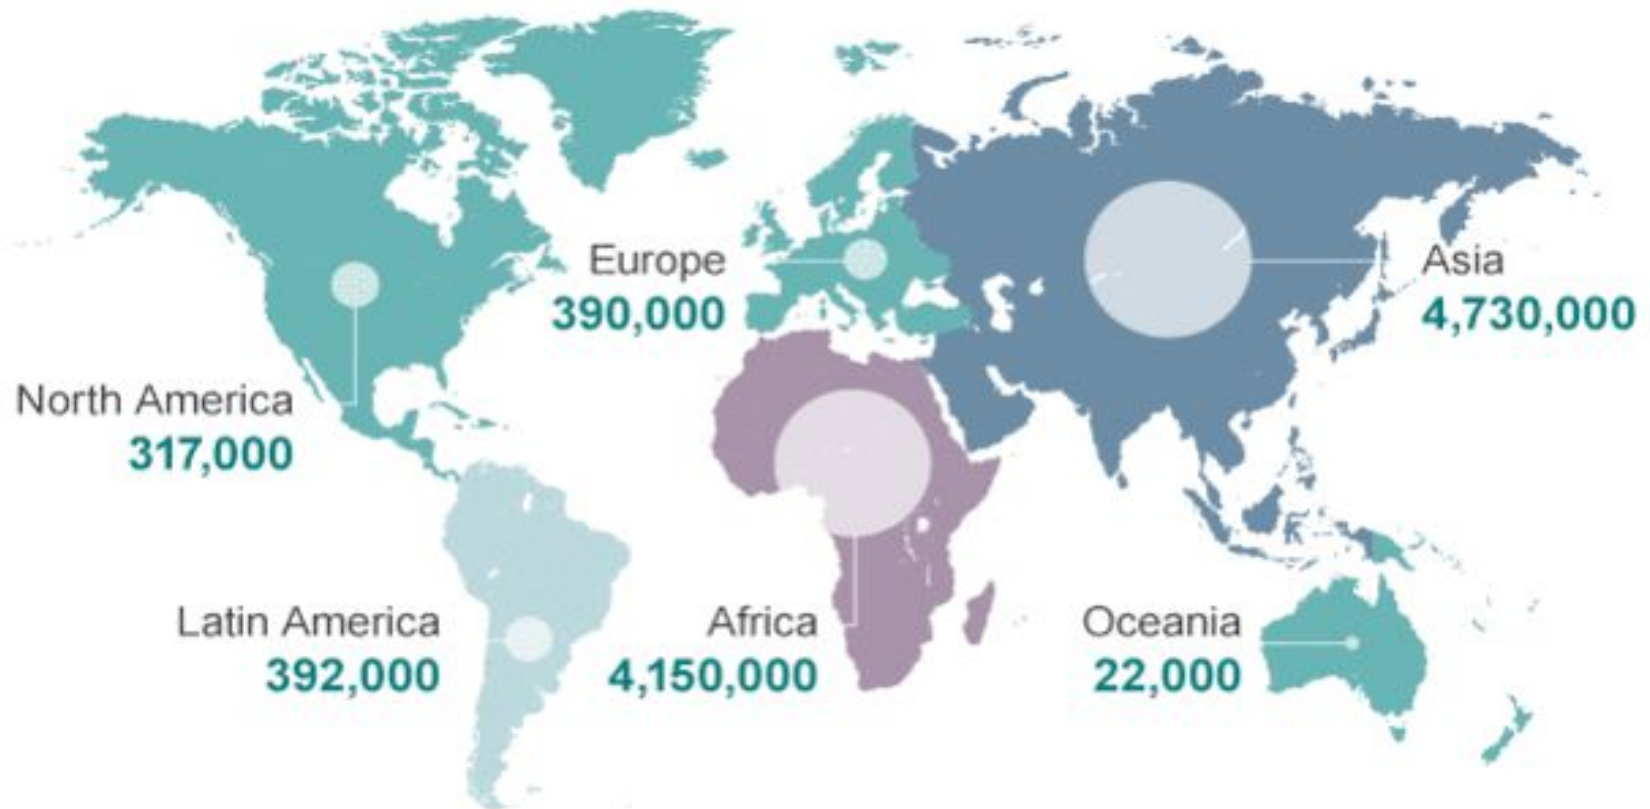 Europe
390,000
Asia
4,730,000
North America
317,000
Latin America
392,000
Africa
4,150,000
Oceania
22,000